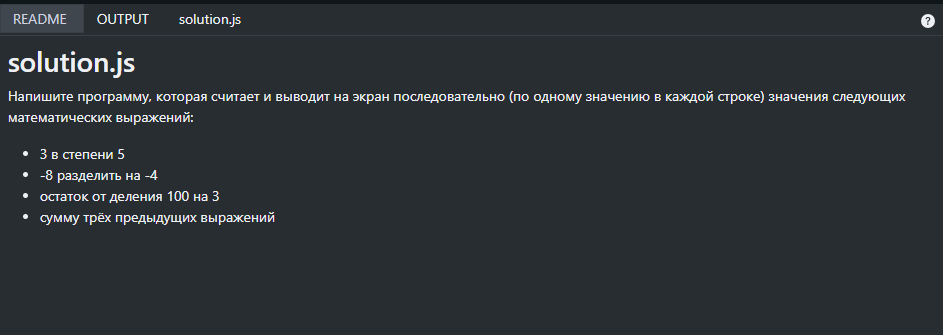 README OUTPUT solution.js ?
solution.js
Напишите программу, которая считает и выводит на экран последовательно (по одному значению в каждой строке) значения следующих
математических выражений:
• 3 в степени 5
• -8 разделить на -4
• остаток от деления 100 на 3
• сумму трёх предыдущих выражений